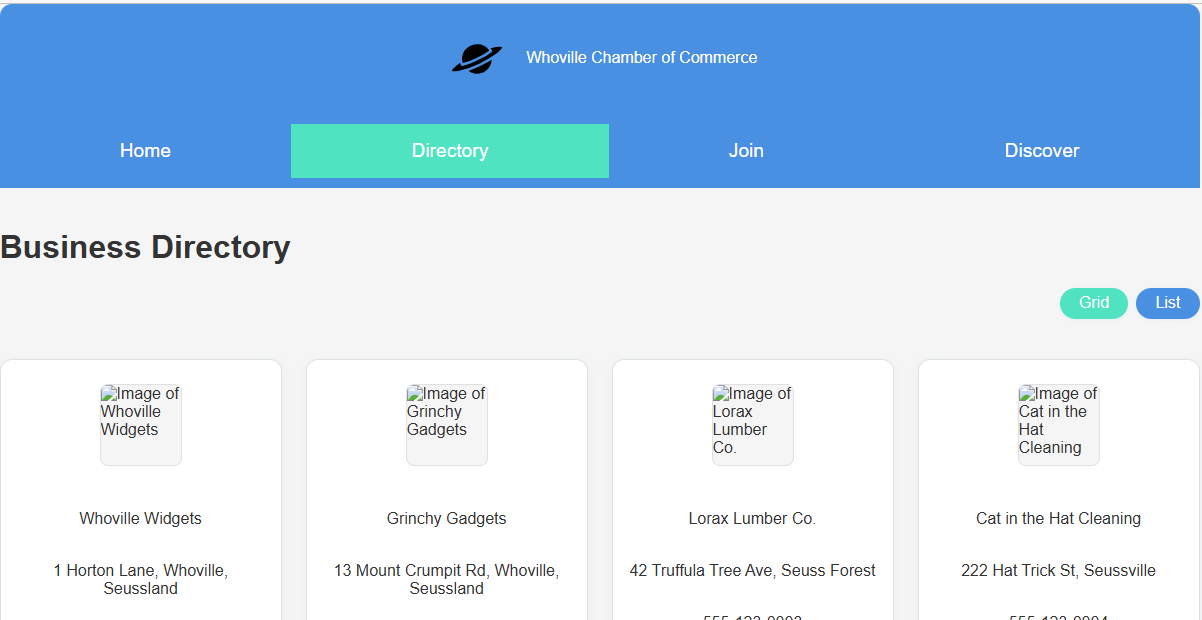 Whoville Chamber of Commerce
Home Directory Join Discover
Business Directory
Grid List
Image of Whoville Widgets
Image of Grinchy Gadgets
Image of Lorax Lumber Co.
Image of Cat in the Hat Cleaning
Whoville Widgets
Grinchy Gadgets
Lorax Lumber Co.
Cat in the Hat Cleaning
1 Horton Lane, Whoville,
Seussland
13 Mount Crumpit Rd, Whoville,
Seussland
42 Truffula Tree Ave, Seuss Forest
222 Hat Trick St, Seussville